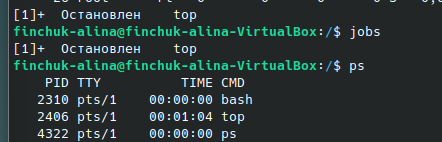 [1]+  Остановлен    top
finchuk-alina@finchuk-alina-VirtualBox:/$ jobs
[1]+  Остановлен    top
finchuk-alina@finchuk-alina-VirtualBox:/$ ps
    PID TTY          TIME CMD
   2310 pts/1    00:00:00 bash
   2406 pts/1    00:01:04 top
   4322 pts/1    00:00:00 ps